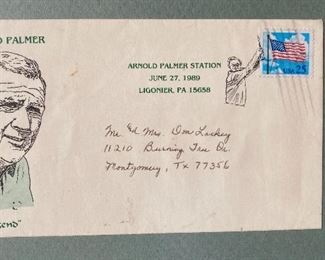 D PALMER
ARNOLD PALMER STATION
JUNE 27, 1989
LIGONIER, PA 15658
25
Mr & Mrs. Don Lackey
11210 Burning Tree Dr.
Montgomery, Tx 77356
end"